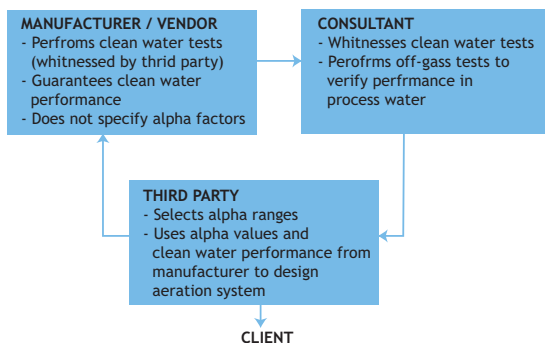 MANUFACTURER / VENDOR
- Perfroms clean water tests
(whitnessed by thrid party)
- Guarantees clean water
performance
- Does not specify alpha factors
CONSULTANT
- Whitnesses clean water tests
- Perofrms off-gass tests to
verify perfrmance in
process water
THIRD PARTY
- Selects alpha ranges
- Uses alpha values and
clean water performance from
manufacturer to design
aeration system
CLIENT